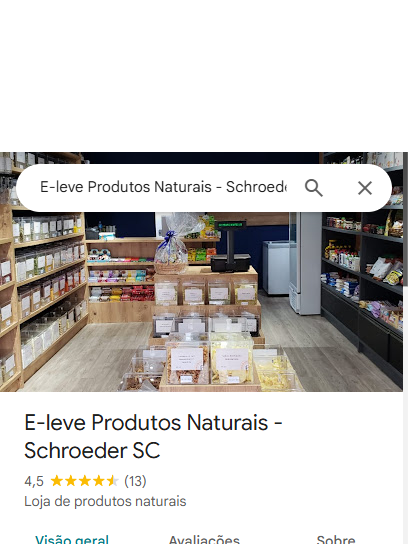 E-leve Produtos Naturais - Schroede
E-leve Produtos Naturais -
Schroeder SC
4,5 (13)
Loja de produtos naturais
Visão geral Avaliações Sobre